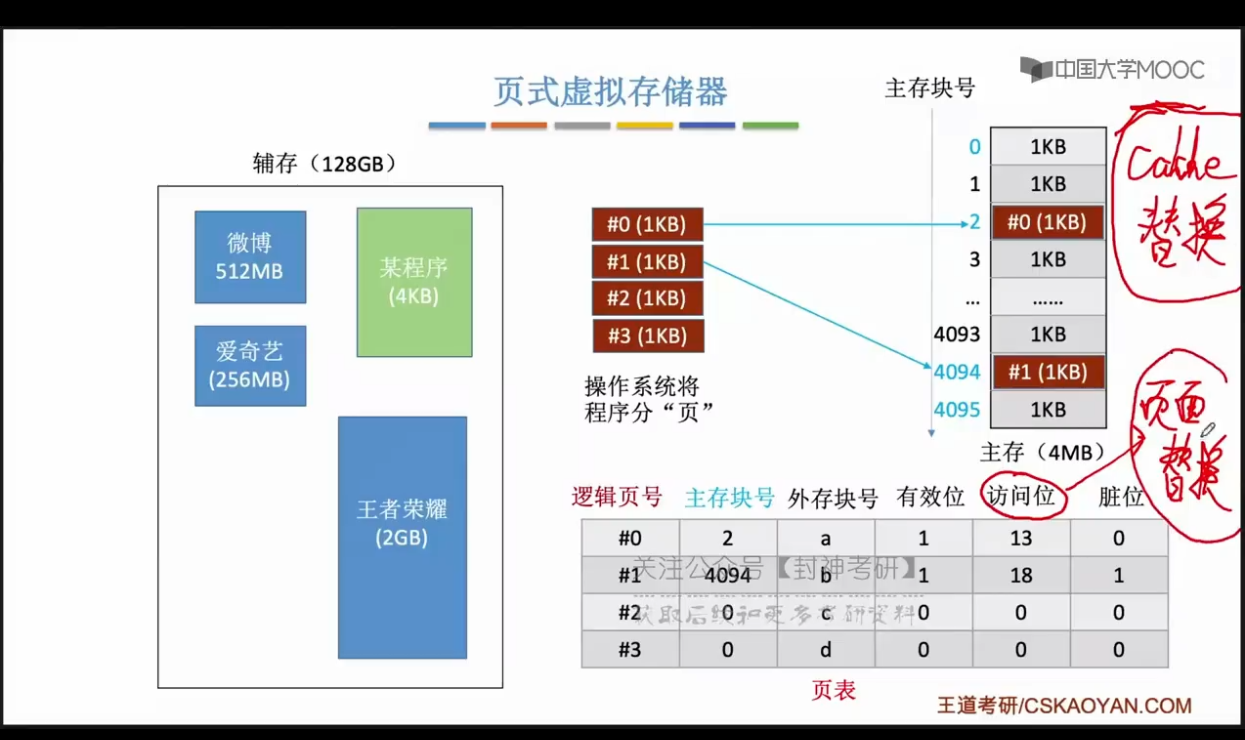 中国大学MOOC
页式虚拟存储器
辅存（128GB）
微博
512MB
某程序
(4KB)
爱奇艺
(256MB)
王者荣耀
(2GB)
#0 (1KB)
#1 (1KB)
#2 (1KB)
#3 (1KB)
操作系统将
程序分“页”
主存块号
0 1KB
1 1KB
2 #0 (1KB)
3 1KB
... ......
4093 1KB
4094 #1 (1KB)
4095 1KB
主存（4MB）
Cache
替换
页面
替换
逻辑页号 主存块号 外存块号 有效位 访问位 脏位
#0 2 a 1 13 0
#1 4094 b 1 18 1
#2 0 c 0 0 0
#3 0 d 0 0 0
关注公众号【封神考研】
获取后续和更多考研资料
页表
王道考研/CSKAOYAN.COM